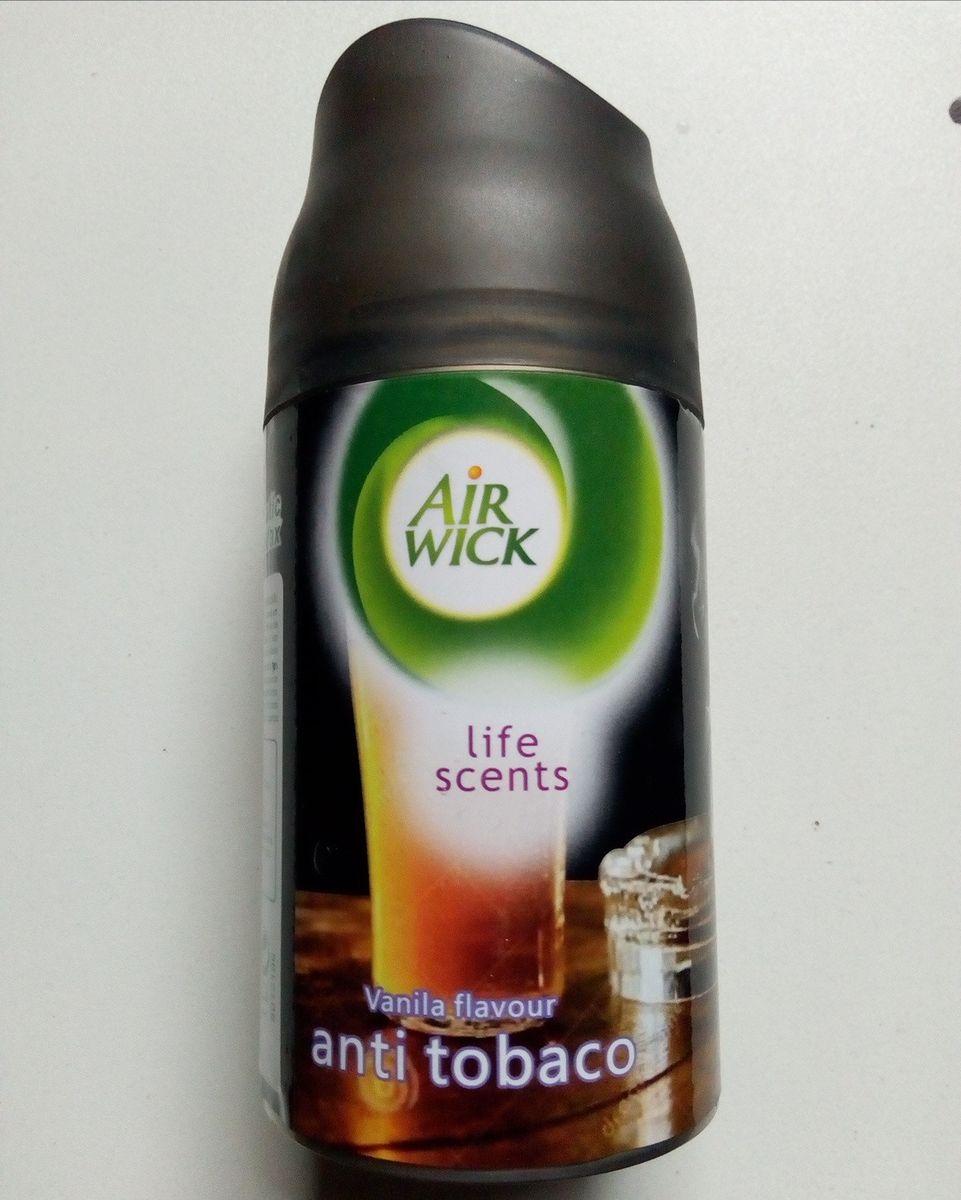 AiR
WICK
life
scents
Vanila flavour
anti tobaco